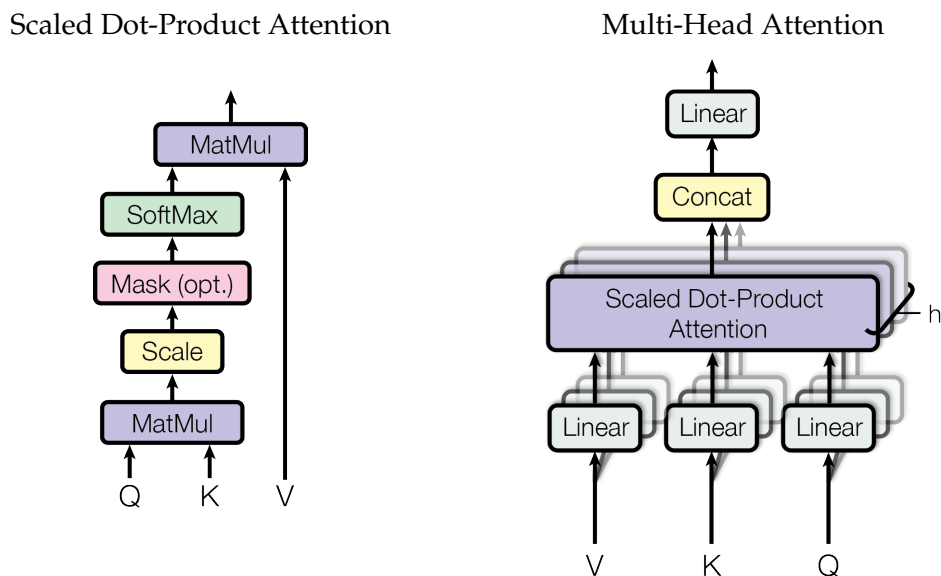 Scaled Dot-Product Attention
MatMul
SoftMax
Mask (opt.)
Scale
MatMul
Q K V
Multi-Head Attention
Linear
Concat
Scaled Dot-Product
Attention
h
Linear Linear Linear
V K Q